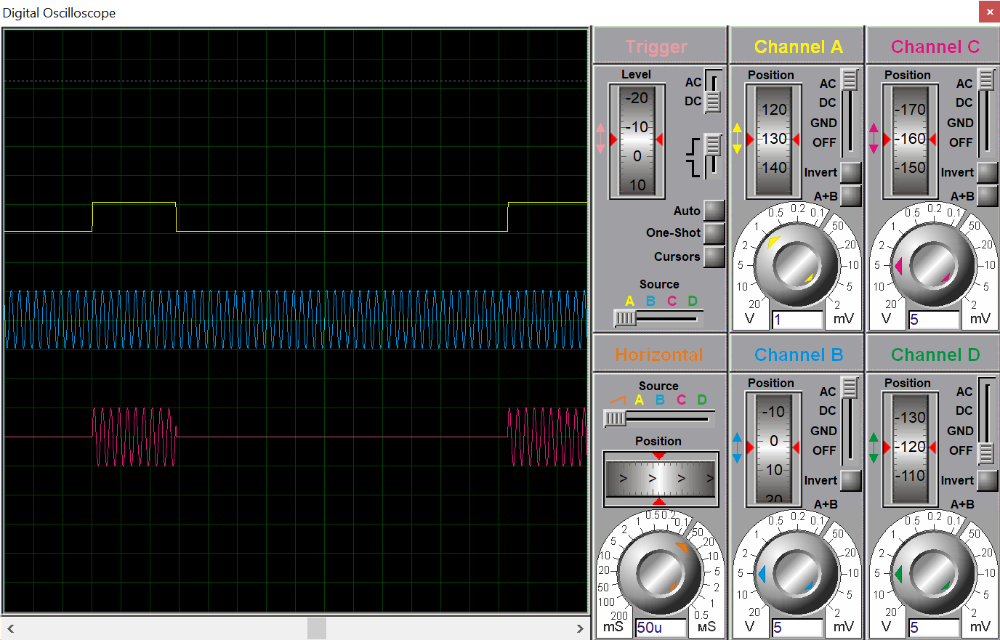 Digital Oscilloscope
Trigger
Level
AC
DC
-20
-10
0
10
Auto
One-Shot
Cursors
Source
A B C D
Channel A
Position
AC
DC
GND
OFF
120
130
140
Invert
A+B
0.2
0.5 0.1
1 50
2 20
5 10
10 5
20 2
V 1 mV
Channel C
Position
AC
DC
GND
OFF
-170
-160
-150
Invert
A+B
0.2
0.5 0.1
1 50
2 20
5 10
10 5
20 2
V 5 mV
Horizontal
Source
A B C D
Position
> > > >
0.5 0.2
1 0.1
2 50
5 20
10 10
20 5
50 2
100 1
200 0.5
mS 50u мS
Channel B
Position
AC
DC
GND
OFF
-10
0
10
20
Invert
A+B
0.2
0.5 0.1
1 50
2 20
5 10
10 5
20 2
V 5 mV
Channel D
Position
AC
DC
GND
OFF
-130
-120
-110
Invert
A+B
0.2
0.5 0.1
1 50
2 20
5 10
10 5
20 2
V 5 mV